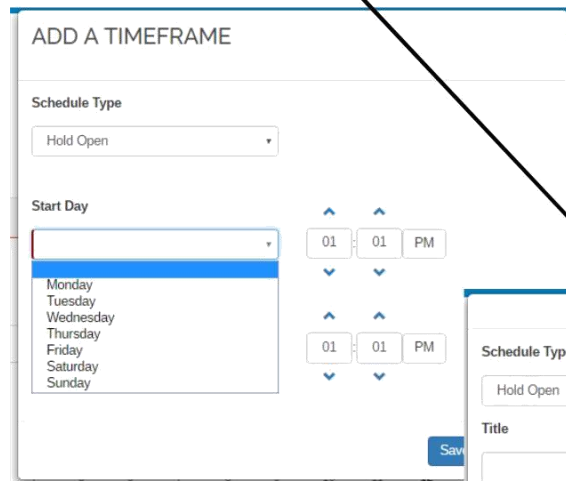 ADD A TIMEFRAME
Schedule Type
Hold Open
Start Day
01 : 01 PM
Monday
Tuesday
Wednesday
Thursday
Friday
Saturday
Sunday
01 : 01 PM
Save
Schedule Typ
Hold Open
Title